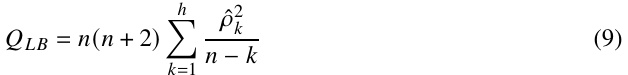 Q_{LB} = n(n + 2) \sum_{k=1}^{h} \frac{\hat{\rho}_k^2}{n - k} (9)